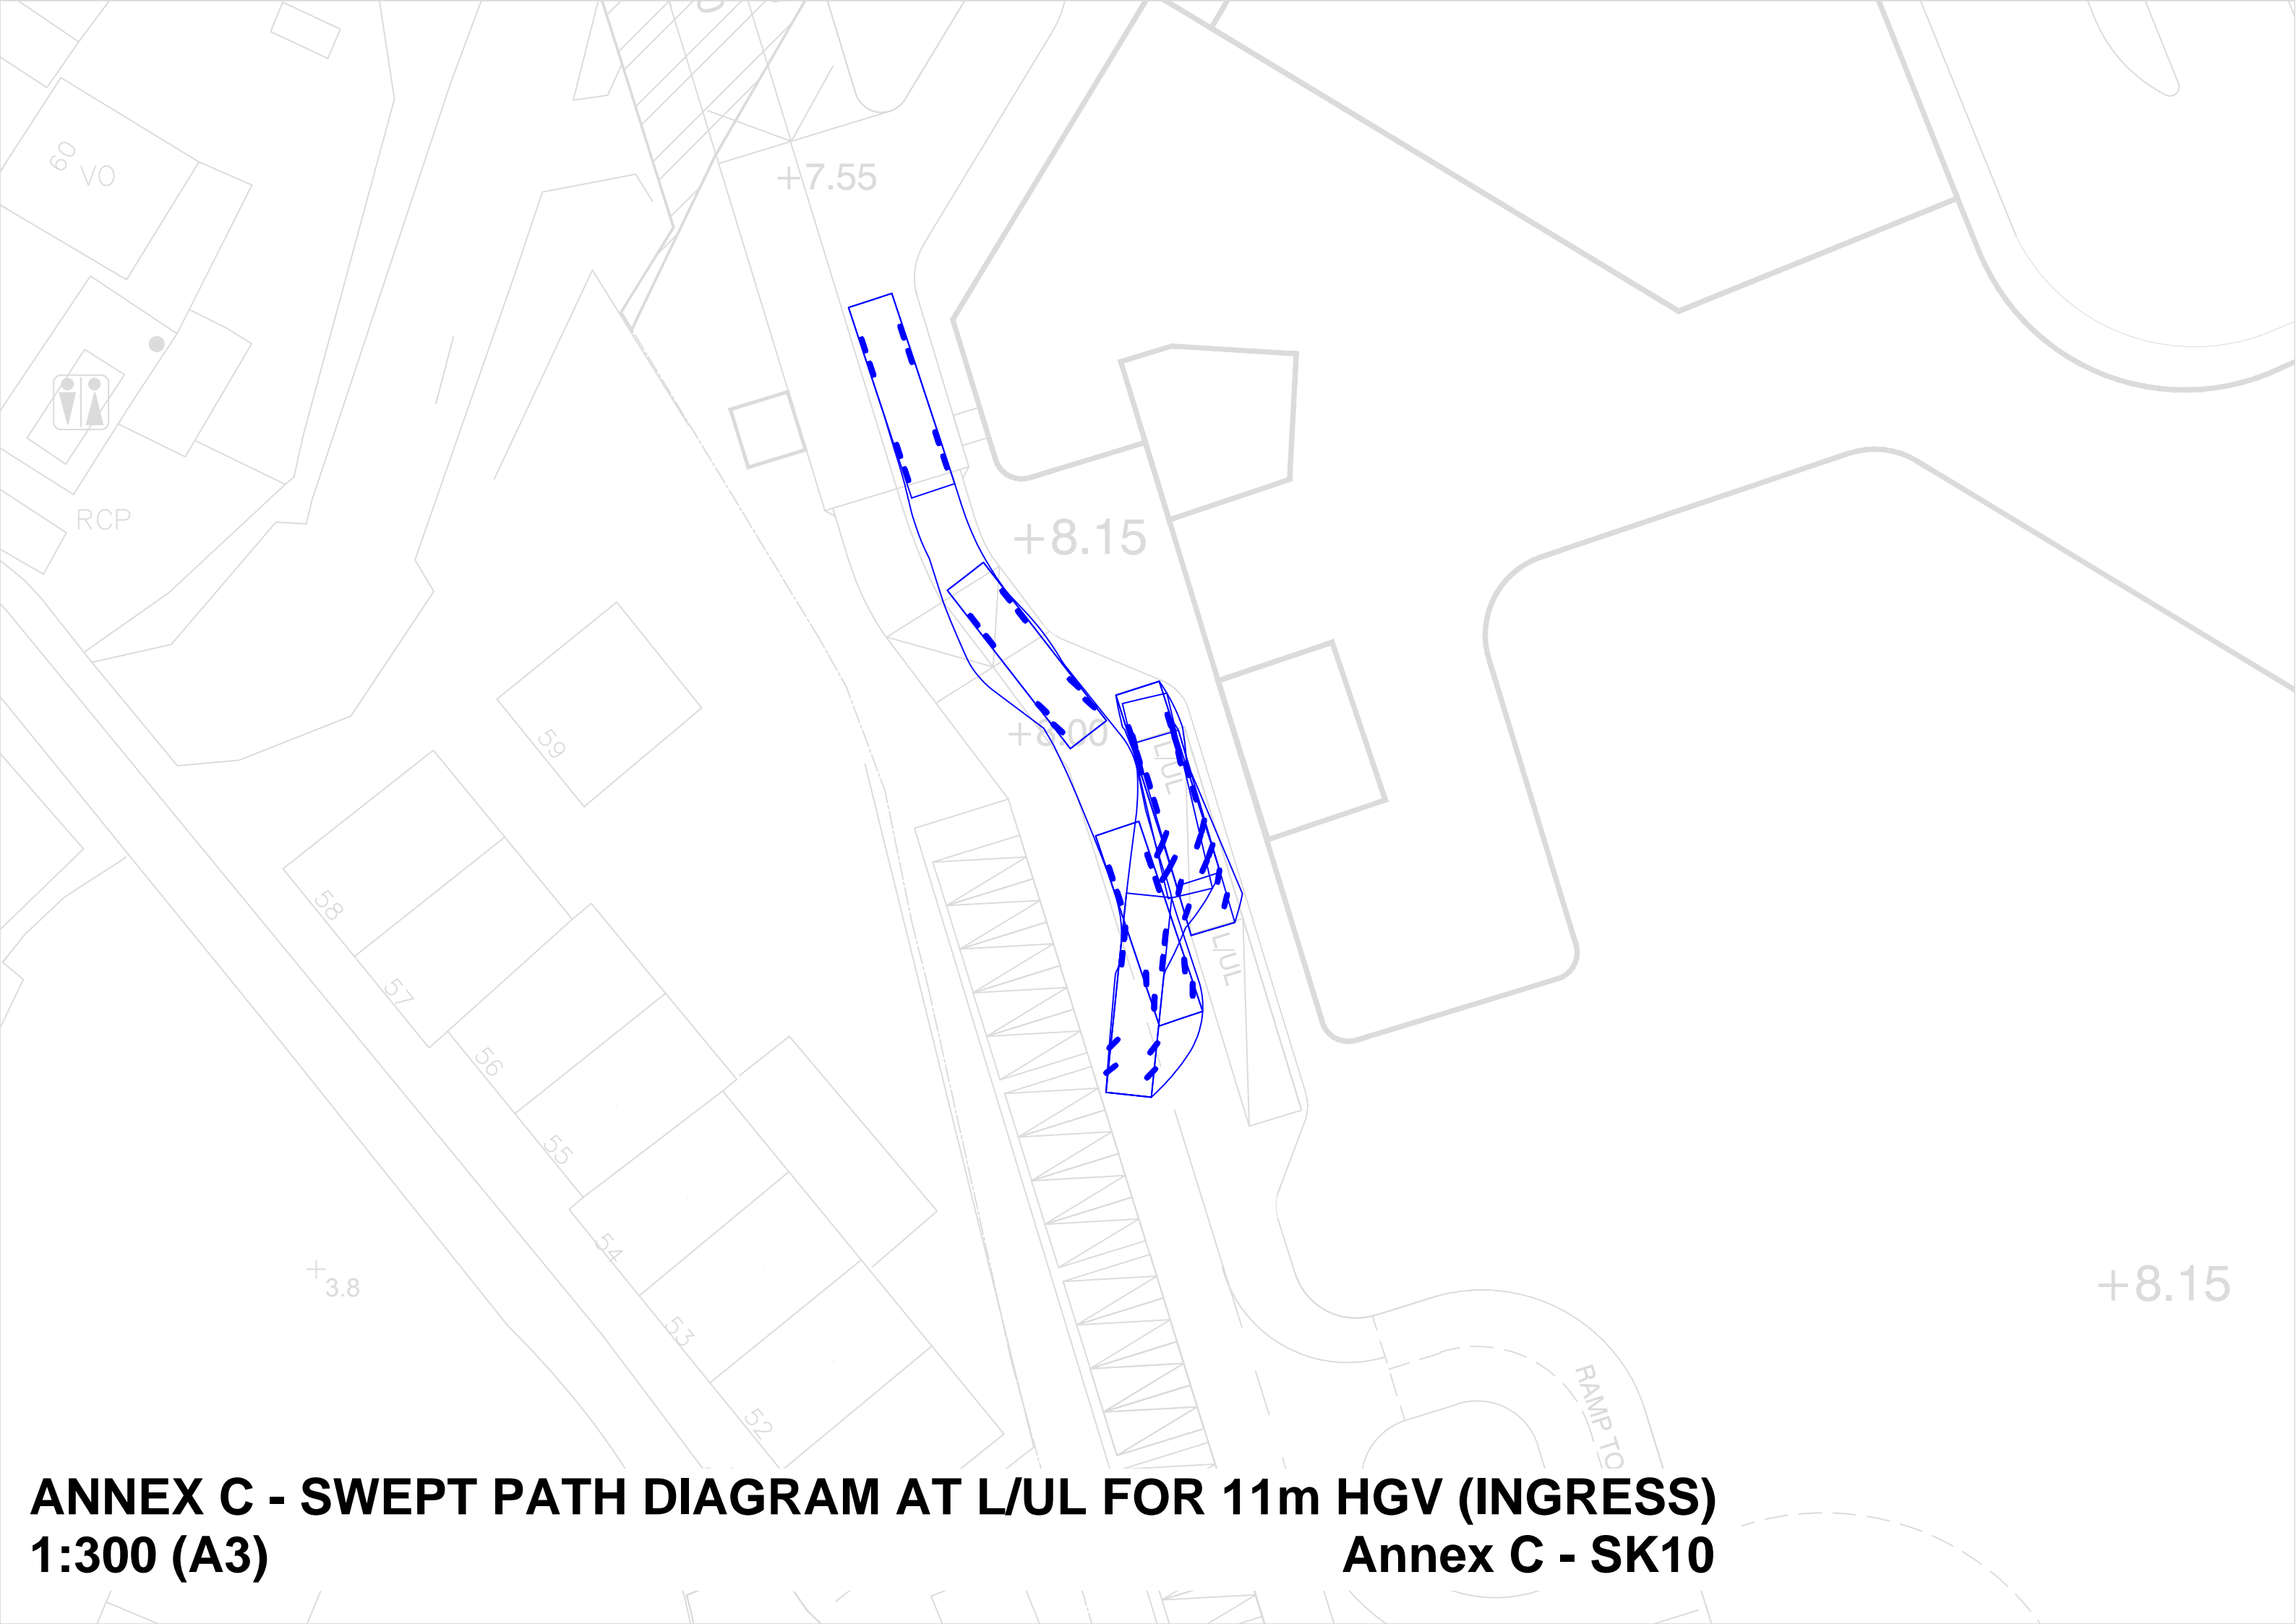 60
VO
+7.55
RCP
+8.15
59
+8.00
L/UL
58
L/UL
57
56
55
54
+3.8
+8.15
53
RAMP TO
52
ANNEX C - SWEPT PATH DIAGRAM AT L/UL FOR 11m HGV (INGRESS)
1:300 (A3)
Annex C - SK10